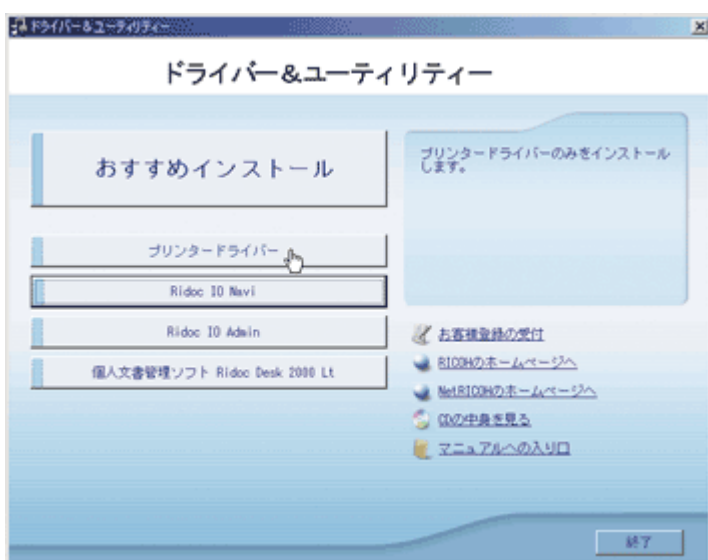 ドライバー&ユーティリティー
ドライバー&ユーティリティー
おすすめインストール
プリンタードライバーのみをインストール
します。
プリンタードライバー
Ridoc IO Navi
Ridoc IO Admin
個人文書管理ソフト Ridoc Desk 2000 Lt
お客様登録の受付
RICOHのホームページへ
NetRICOHのホームページへ
CDの中身を見る
マニュアルへの入り口
終了